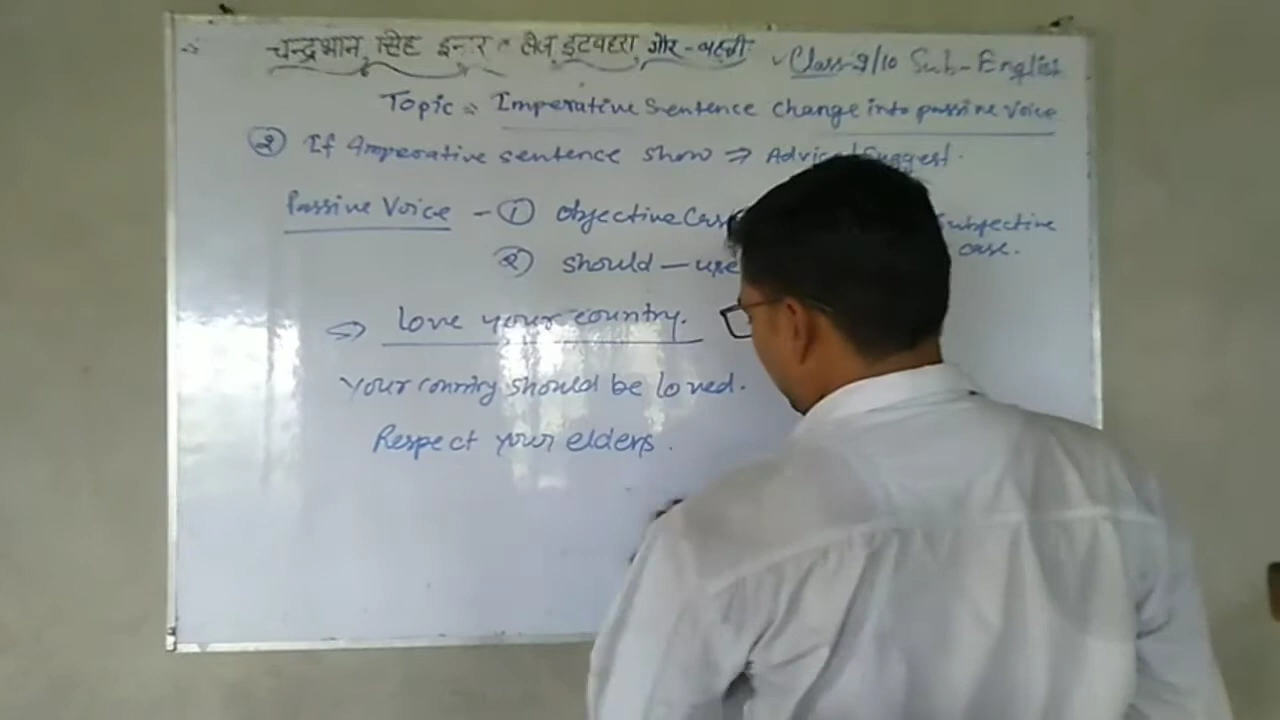 चन्द्रभान सिंह इन्टर कालेज इटवहरा गौर-बस्ती Class-9/10 Sub-English
Topic :- Imperative Sentence change into passive voice
② If Imperative sentence show ⇒ Advice/Suggest.
Passive Voice - ① Objective Case Subjective case.
② should - use
⇒ Love your country.
Your country should be loved.
Respect your elders.